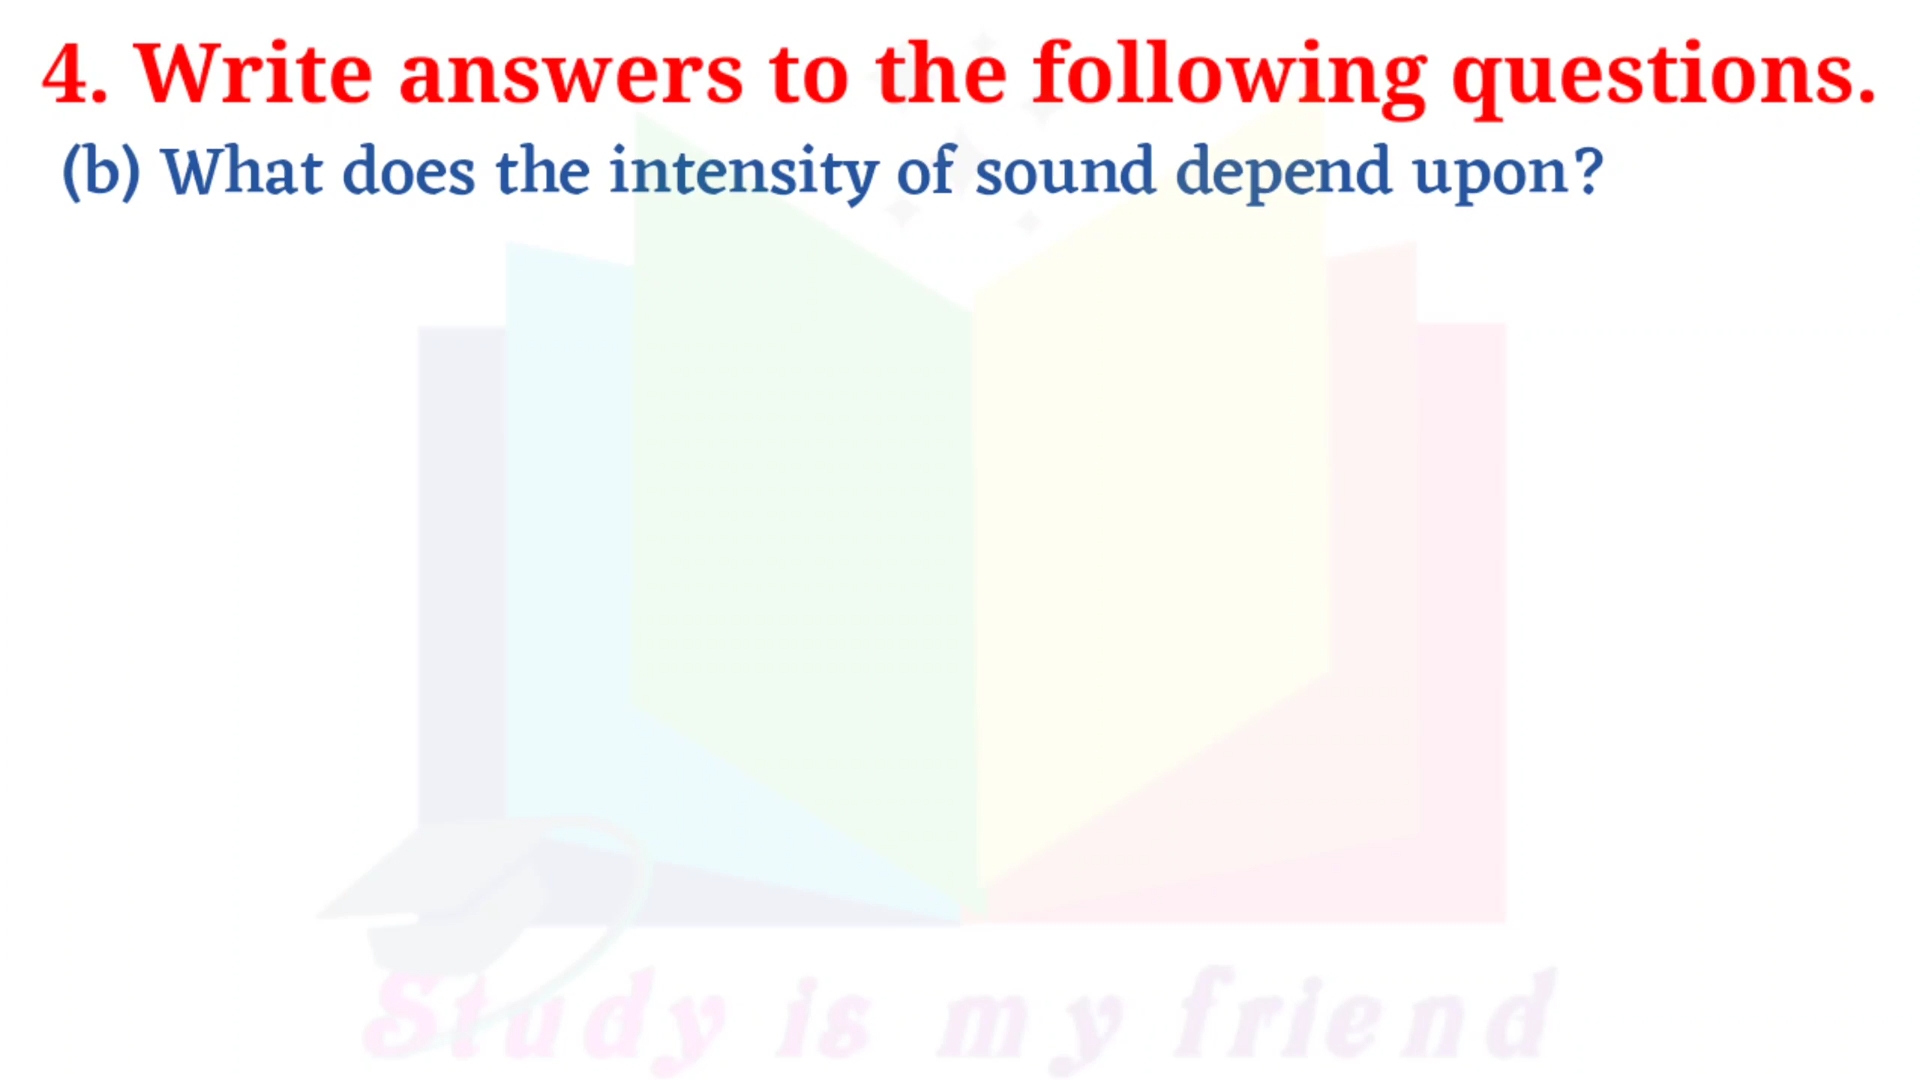 4. Write answers to the following questions.
(b) What does the intensity of sound depend upon?
Study is my friend